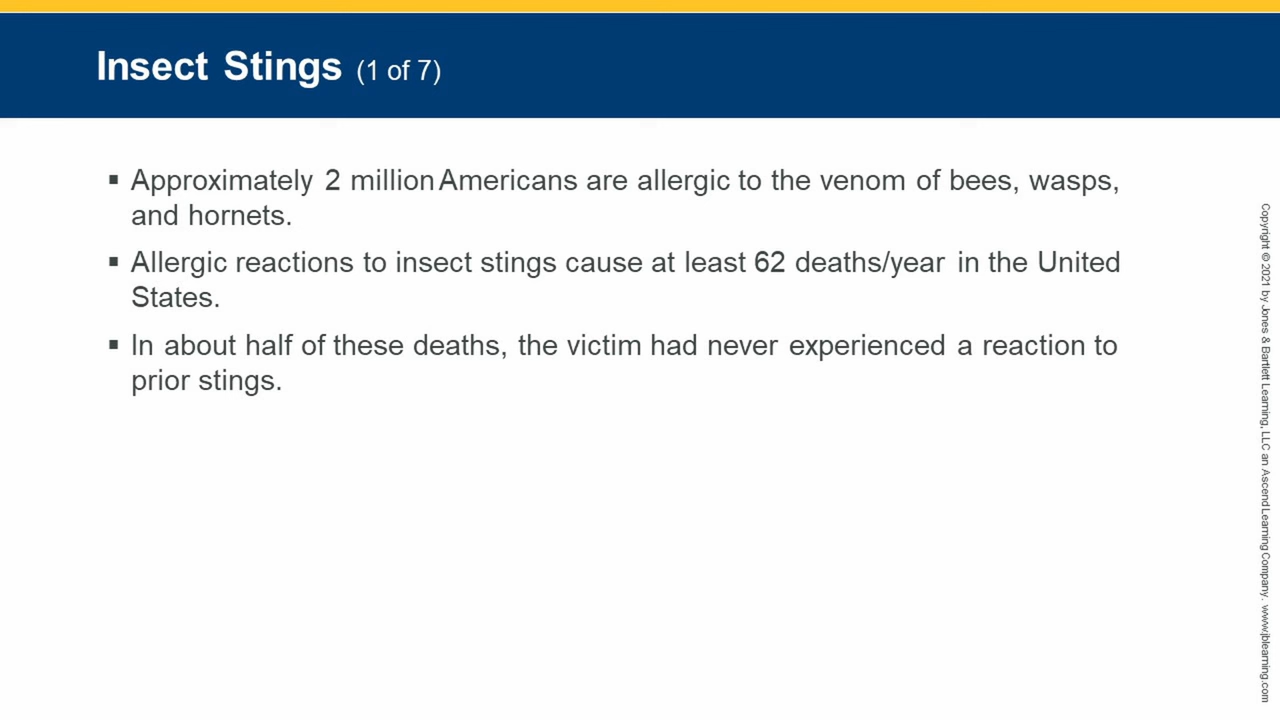 Insect Stings (1 of 7)
▪ Approximately 2 million Americans are allergic to the venom of bees, wasps,
and hornets.
▪ Allergic reactions to insect stings cause at least 62 deaths/year in the United
States.
▪ In about half of these deaths, the victim had never experienced a reaction to
prior stings.
Copyright © 2021 by Jones & Bartlett Learning, LLC an Ascend Learning Company. www.jblearning.com